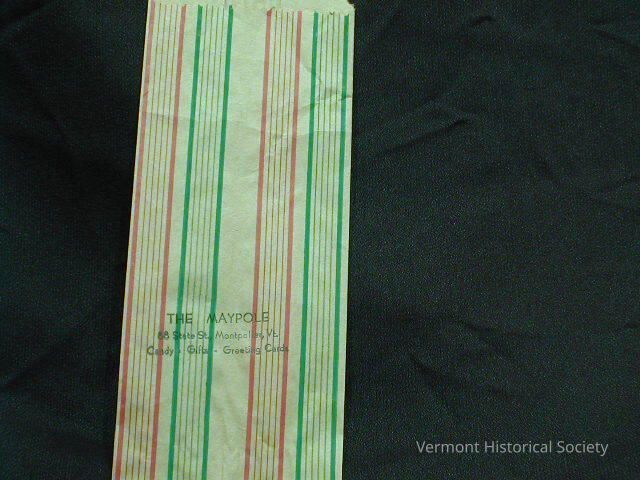 THE MAYPOLE
88 State St., Montpelier, Vt.
Candy - Gifts - Greeting Cards
Vermont Historical Society